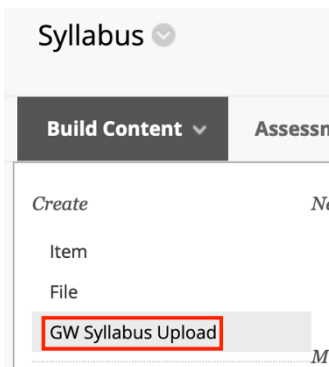 Syllabus
Build Content
Create
Item
File
GW Syllabus Upload